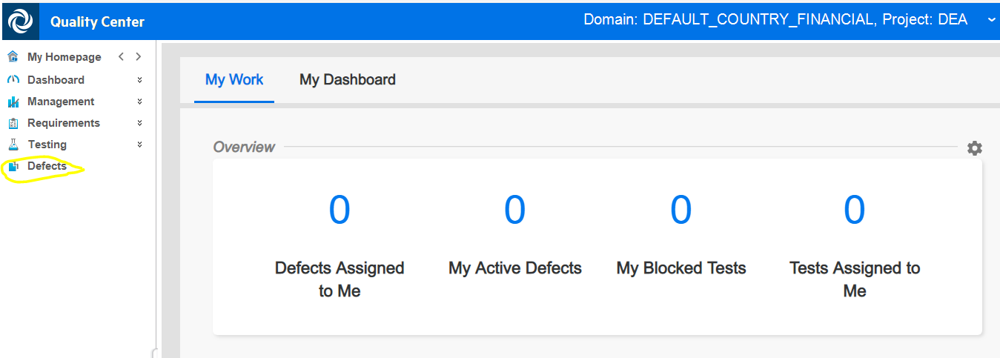 Quality Center
Domain: DEFAULT_COUNTRY_FINANCIAL, Project: DEA
My Homepage
Dashboard
Management
Requirements
Testing
Defects
My Work My Dashboard
Overview
0 0 0 0
Defects Assigned to Me
My Active Defects
My Blocked Tests
Tests Assigned to Me